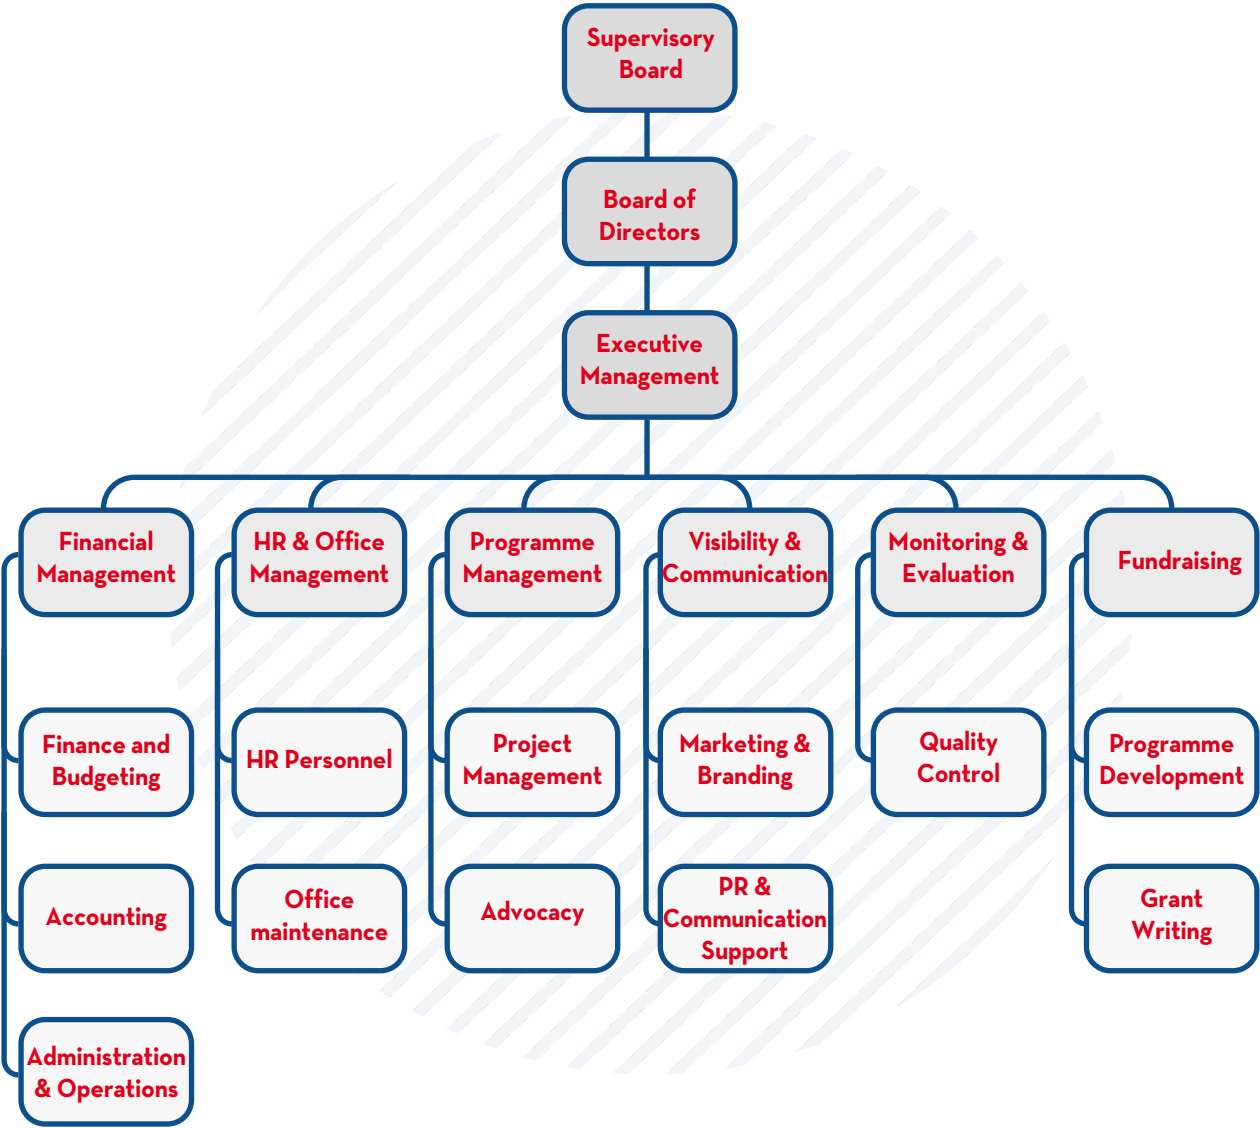 Supervisory
Board
Board of
Directors
Executive
Management
Financial
Management
HR & Office
Management
Programme
Management
Visibility &
Communication
Monitoring &
Evaluation
Fundraising
Finance and
Budgeting
HR Personnel
Project
Management
Marketing &
Branding
Quality
Control
Programme
Development
Accounting
Office
maintenance
Advocacy
PR &
Communication
Support
Grant
Writing
Administration
& Operations